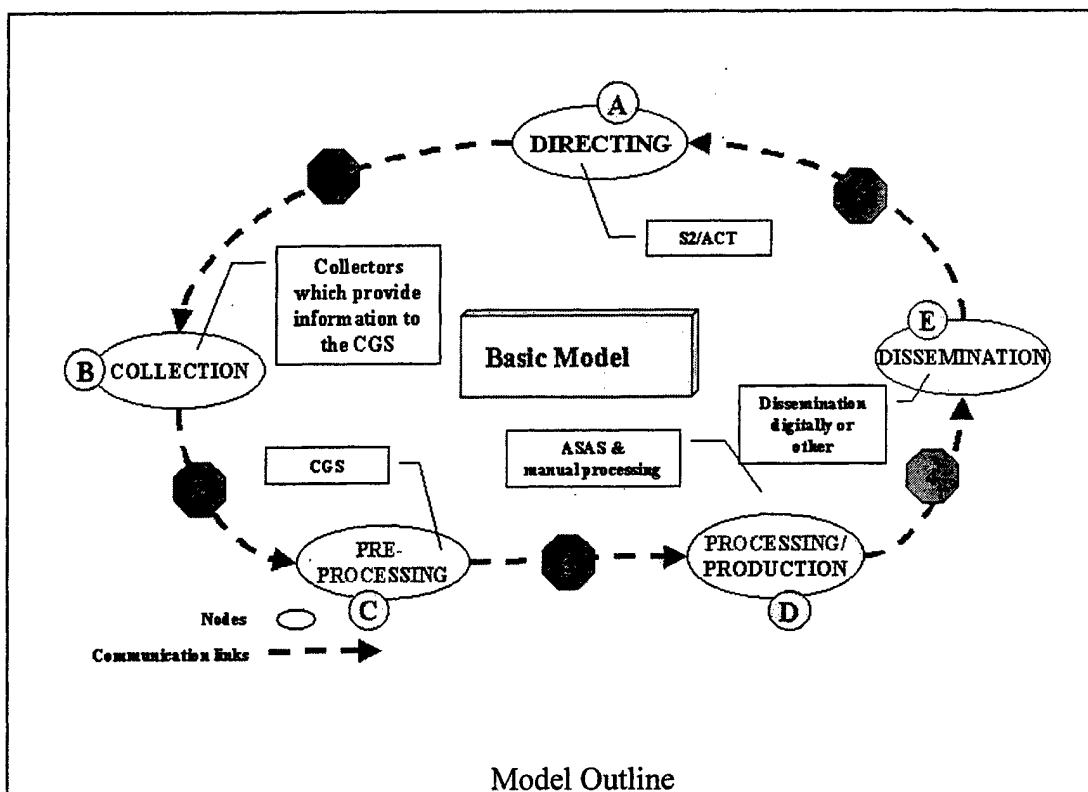 A
DIRECTING
S2/ACT
Collectors
which provide
information to
the CGS
B
COLLECTION
Basic Model
E
DISSEMINATION
Dissemination
digitally or
other
ASAS &
manual processing
CGS
4
PRE-
PROCESSING
C
PROCESSING/
PRODUCTION
D
Nodes
Communication links
Model Outline